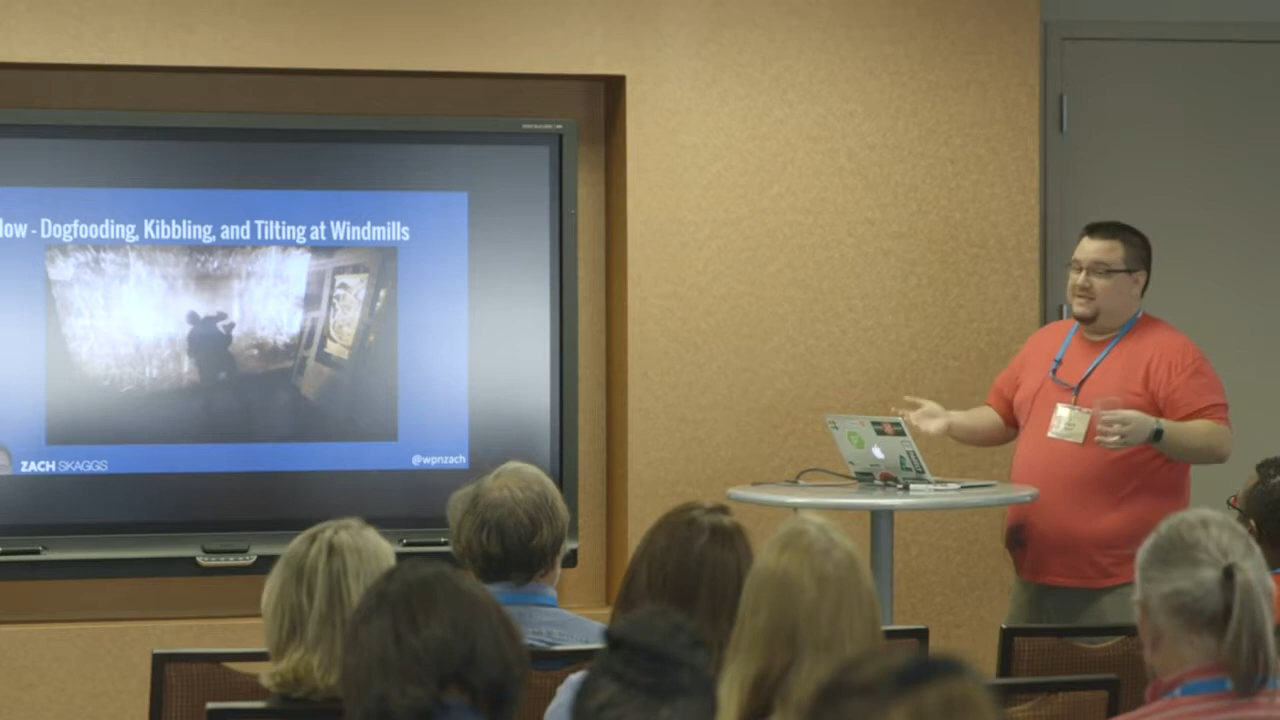 low - Dogfooding, Kibbling, and Tilting at Windmills
ZACH SKAGGS
@wpnzach